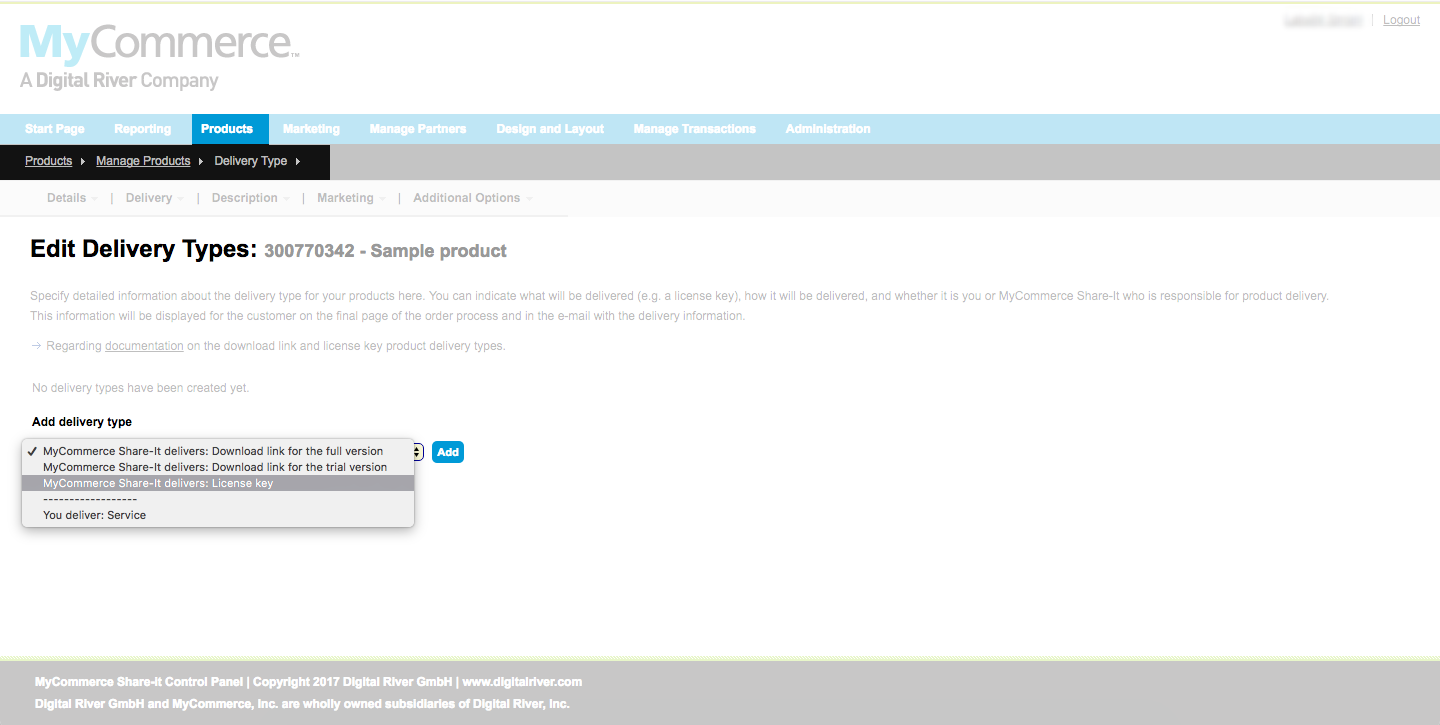 Logout
MyCommerce™
A Digital River Company
Start Page Reporting Products Marketing Manage Partners Design and Layout Manage Transactions Administration
Products Manage Products Delivery Type
Details | Delivery | Description | Marketing | Additional Options
Edit Delivery Types: 300770342 - Sample product
Specify detailed information about the delivery type for your products here. You can indicate what will be delivered (e.g. a license key), how it will be delivered, and whether it is you or MyCommerce Share-It who is responsible for product delivery.
This information will be displayed for the customer on the final page of the order process and in the e-mail with the delivery information.
→ Regarding documentation on the download link and license key product delivery types.
No delivery types have been created yet.
Add delivery type
✓ MyCommerce Share-It delivers: Download link for the full version Add
MyCommerce Share-It delivers: Download link for the trial version
MyCommerce Share-It delivers: License key
------------------
You deliver: Service
MyCommerce Share-It Control Panel | Copyright 2017 Digital River GmbH | www.digitalriver.com
Digital River GmbH and MyCommerce, Inc. are wholly owned subsidiaries of Digital River, Inc.